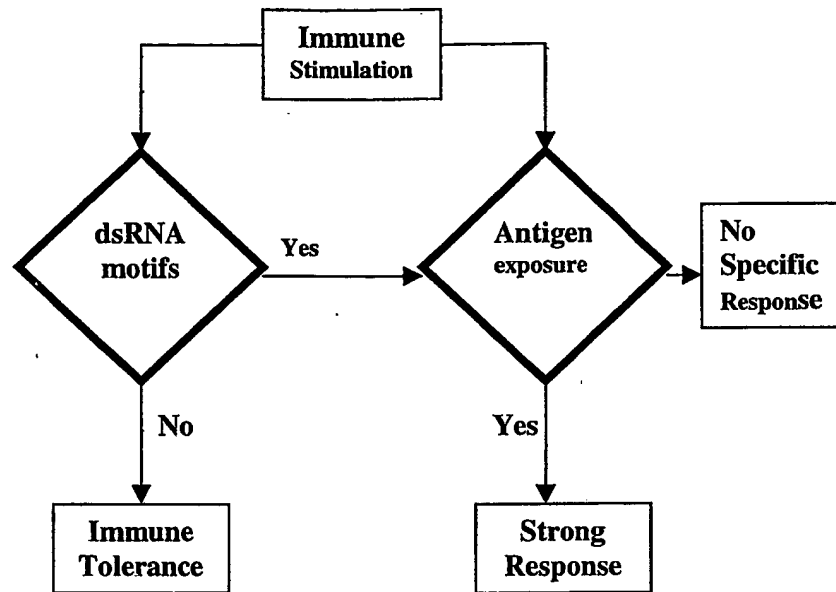 Immune
Stimulation
dsRNA
motifs
Yes
Antigen
exposure
No
Specific
Response
No
Yes
Immune
Tolerance
Strong
Response